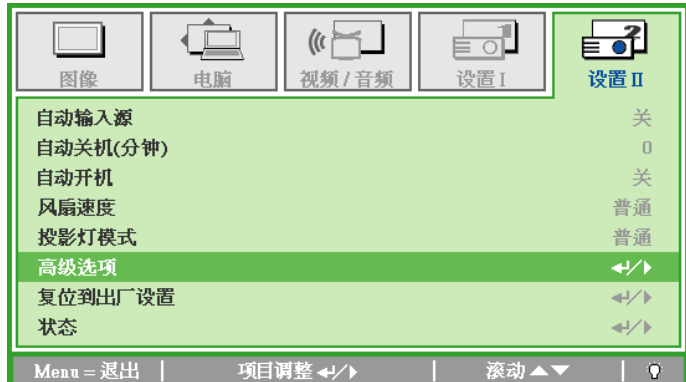 图像 电脑 视频 / 音频 设置 I 设置 II
自动输入源 关
自动关机(分钟) 0
自动开机 关
风扇速度 普通
投影灯模式 普通
高级选项 ↵/▶
复位到出厂设置 ↵/▶
状态 ↵/▶
Menu = 退出 | 项目调整 ↵/▶ | 滚动 ▲▼ |